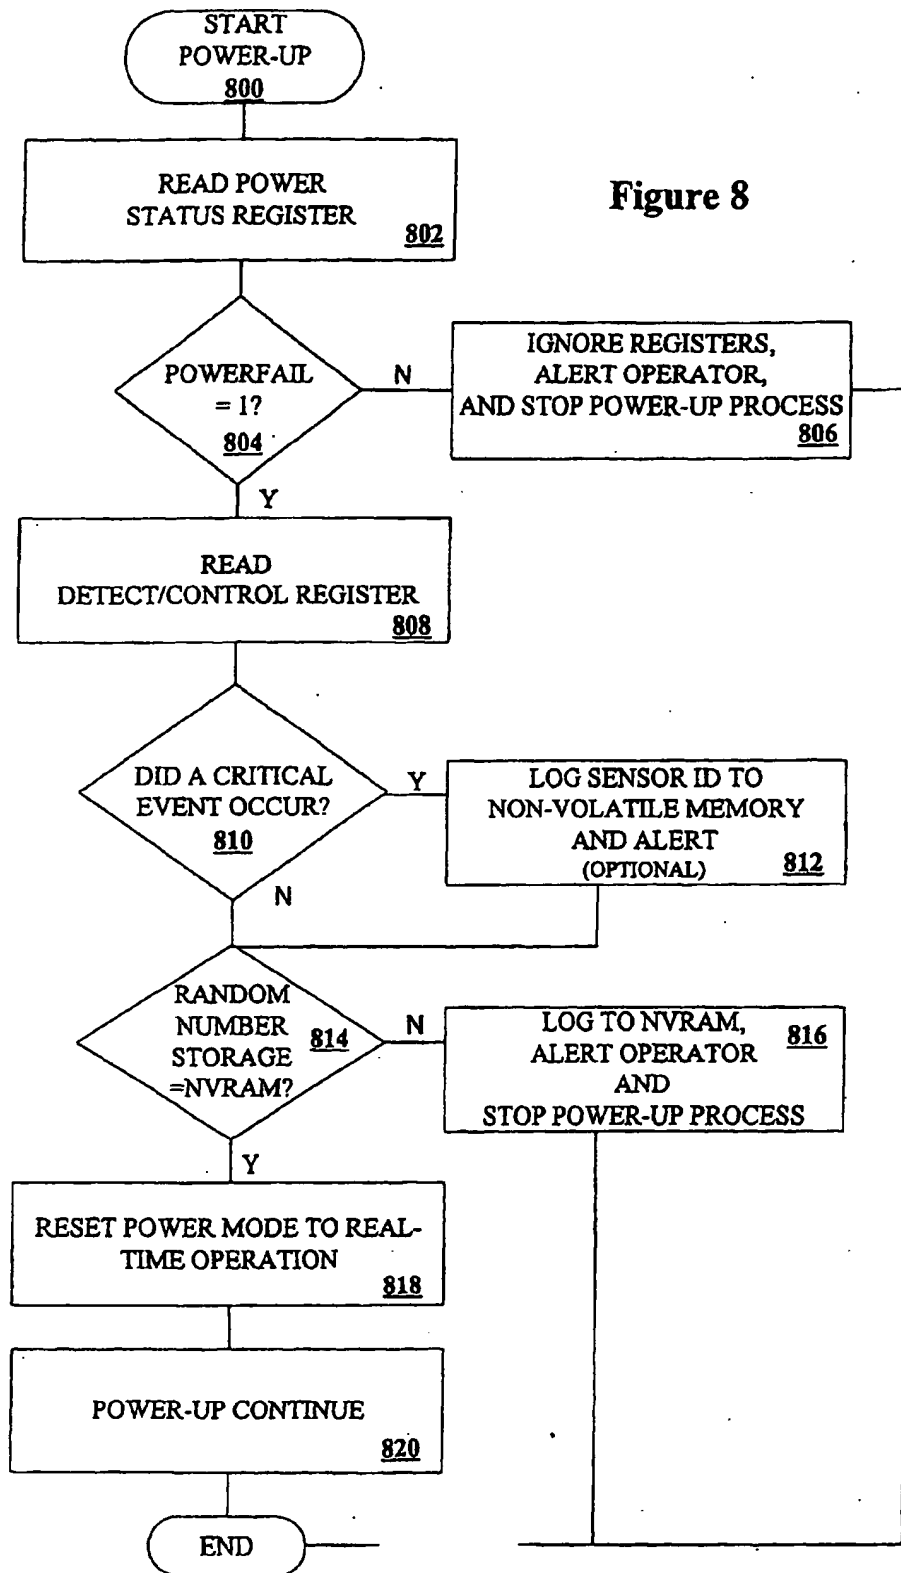 START
POWER-UP
800
READ POWER
STATUS REGISTER
802
Figure 8
POWERFAIL
= 1?
804
N
IGNORE REGISTERS,
ALERT OPERATOR,
AND STOP POWER-UP PROCESS
806
Y
READ
DETECT/CONTROL REGISTER
808
DID A CRITICAL
EVENT OCCUR?
810
Y
LOG SENSOR ID TO
NON-VOLATILE MEMORY
AND ALERT
(OPTIONAL)
812
N
RANDOM
NUMBER
STORAGE
=NVRAM?
814
N
LOG TO NVRAM,
ALERT OPERATOR
AND
STOP POWER-UP PROCESS
816
Y
RESET POWER MODE TO REAL-
TIME OPERATION
818
POWER-UP CONTINUE
820
END